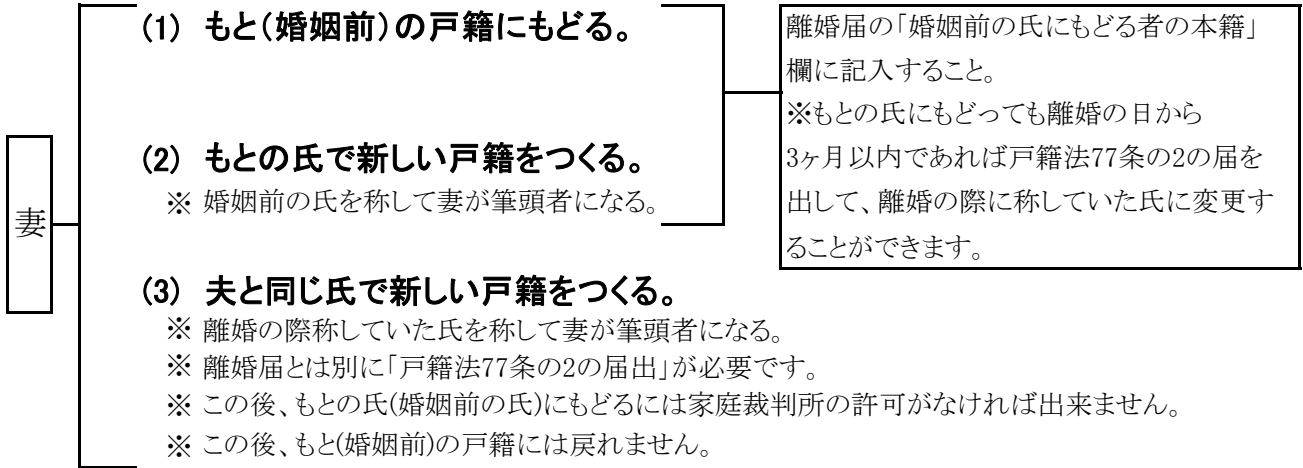 妻
(1) もと(婚姻前)の戸籍にもどる。
(2) もとの氏で新しい戸籍をつくる。
※ 婚姻前の氏を称して妻が筆頭者になる。
離婚届の「婚姻前の氏にもどる者の本籍」
欄に記入すること。
※もとの氏にもどっても離婚の日から
3ヶ月以内であれば戸籍法77条の2の届を
出して、離婚の際に称していた氏に変更す
ることができます。
(3) 夫と同じ氏で新しい戸籍をつくる。
※ 離婚の際称していた氏を称して妻が筆頭者になる。
※ 離婚届とは別に「戸籍法77条の2の届出」が必要です。
※ この後、もとの氏(婚姻前の氏)にもどるには家庭裁判所の許可がなければ出来ません。
※ この後、もと(婚姻前)の戸籍には戻れません。